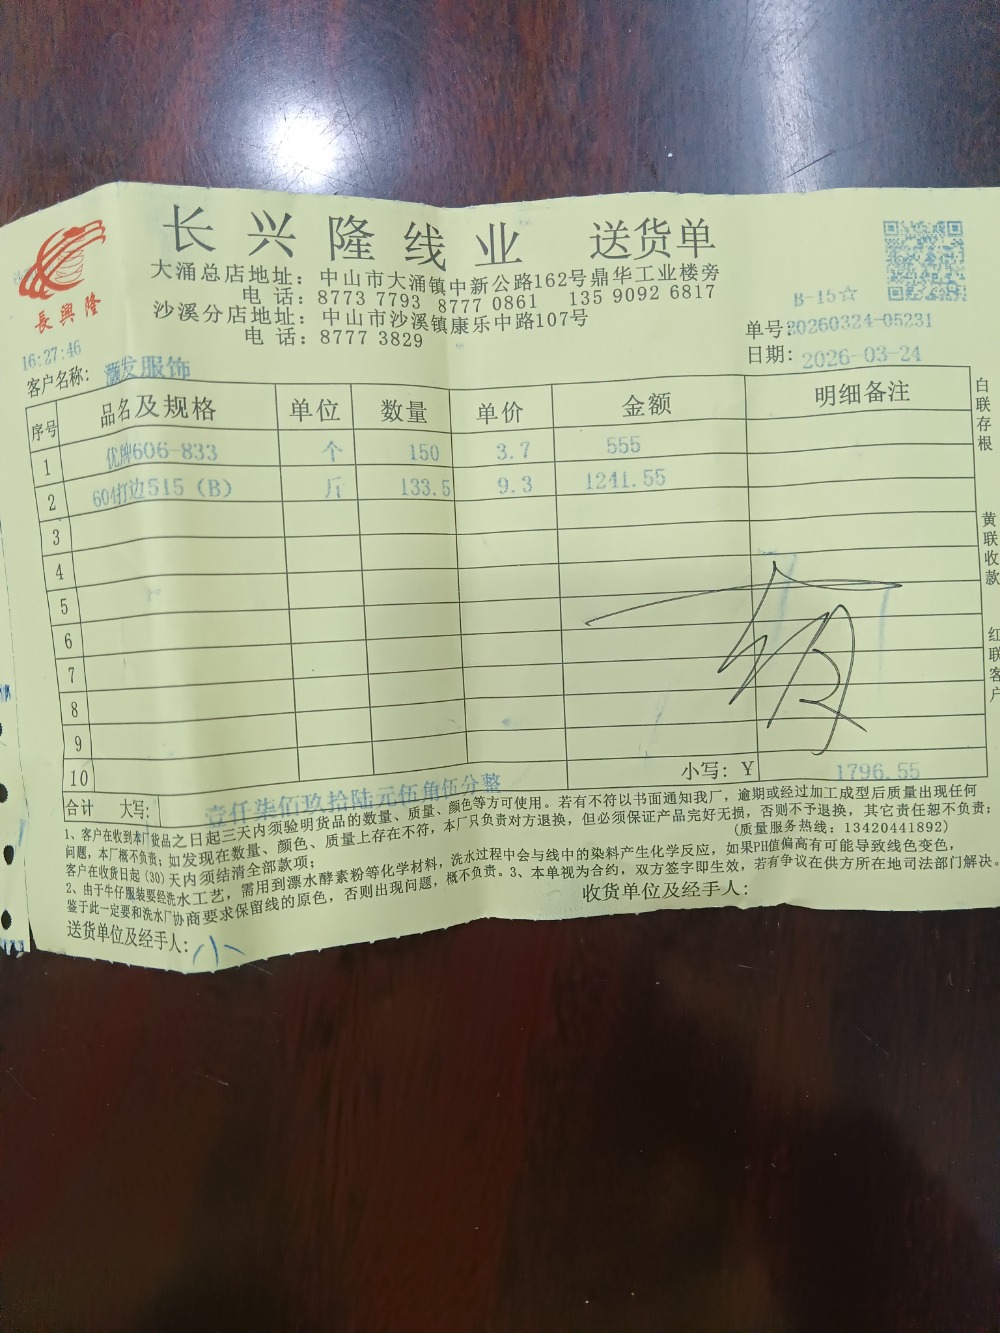 长兴隆线业 送货单
長興隆
大涌总店地址：中山市大涌镇中新公路162号鼎华工业楼旁
电 话：8773 7793 8777 0861 135 9092 6817
沙溪分店地址：中山市沙溪镇康乐中路107号
电 话：8777 3829
B-15☆
单号：20260324-05231
日期：2026-03-24
16:27:46
客户名称：灏发服饰
序号 品名及规格 单位 数量 单价 金额 明细备注
1 优牌606-833 个 150 3.7 555
2 604打边515（B） 斤 133.5 9.3 1241.55
3
4
5
6
7
8
9
10
小写：Y 1796.55
合计 大写：壹仟柒佰玖拾陆元伍角伍分整
1、客户在收到本厂货品之日起三天内须验明货品的数量、质量、颜色等方可使用。若有不符以书面通知我厂，逾期或经过加工成型后质量出现任何
问题，本厂概不负责；如发现在数量、颜色、质量上存在不符，本厂只负责对方退换，但必须保证产品完好无损，否则不予退换，其它责任恕不负责；
客户在收货日起（30）天内须结清全部款项； (质量服务热线：13420441892)
2、由于牛仔服装要经洗水工艺，需用到漂水酵素粉等化学材料，洗水过程中会与线中的染料产生化学反应，如果PH值偏高有可能导致线色变色，
鉴于此一定要和洗水厂协商要求保留线的原色，否则出现问题，概不负责。3、本单视为合约，双方签字即生效，若有争议在供方所在地司法部门解决。
送货单位及经手人：小
收货单位及经手人：
白联存根
黄联收款
红联客户